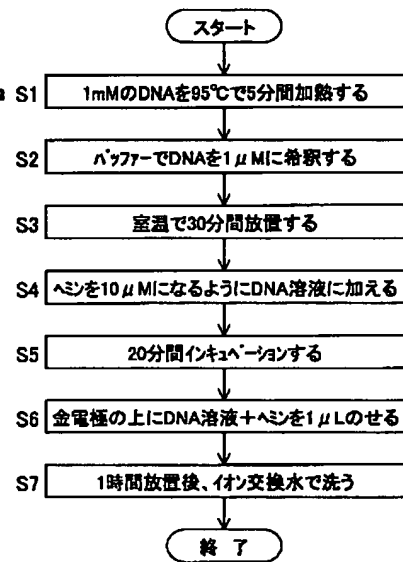 スタート
S1 1mMのDNAを95℃で5分間加熱する
S2 バッファーでDNAを1μMに希釈する
S3 室温で30分間放置する
S4 ヘミンを10μMになるようにDNA溶液に加える
S5 20分間インキュベーションする
S6 金電極の上にDNA溶液+ヘミンを1μLのせる
S7 1時間放置後、イオン交換水で洗う
終了